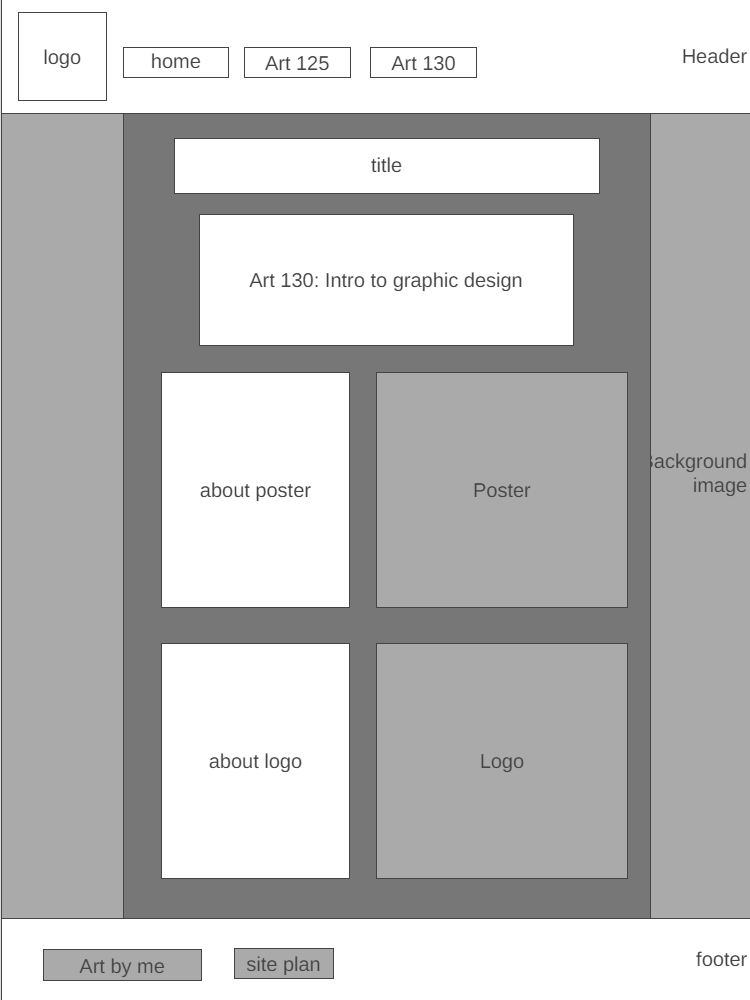 logo
home
Art 125
Art 130
Header
title
Art 130: Intro to graphic design
about poster
Poster
Background
image
about logo
Logo
Art by me
site plan
footer